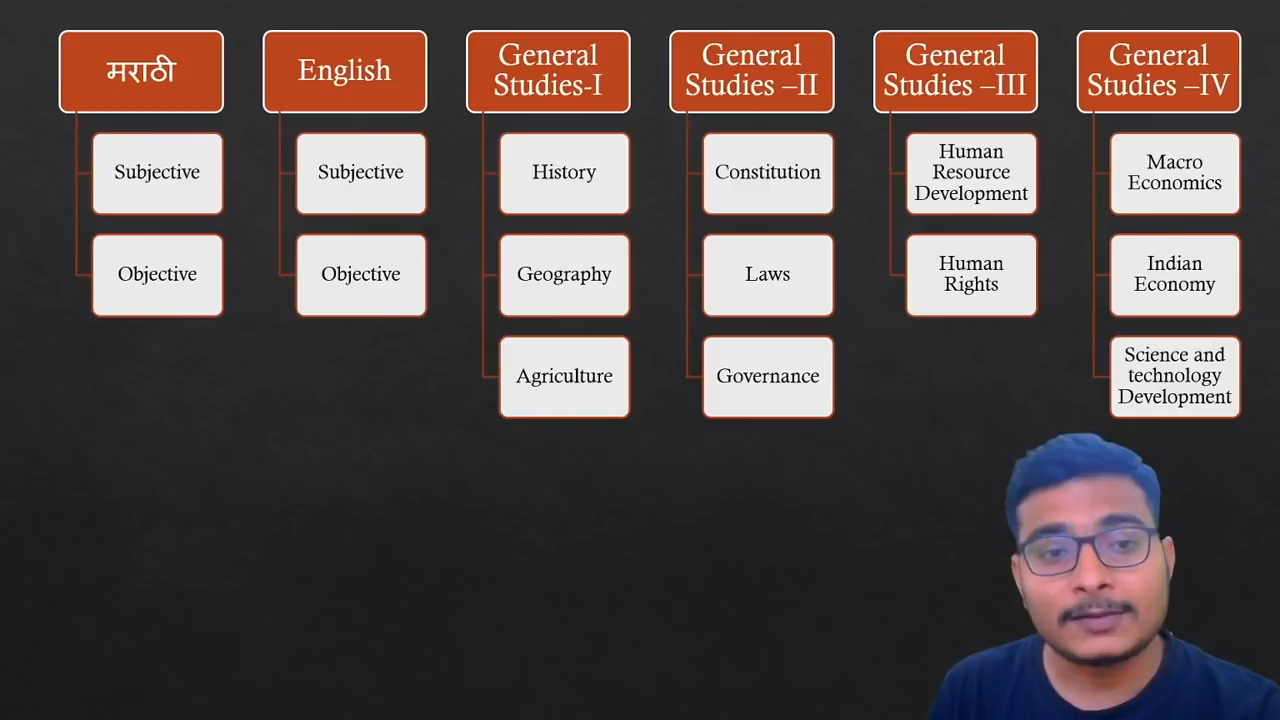 मराठी
Subjective
Objective
English
Subjective
Objective
General
Studies-I
History
Geography
Agriculture
General
Studies –II
Constitution
Laws
Governance
General
Studies –III
Human
Resource
Development
Human
Rights
General
Studies –IV
Macro
Economics
Indian
Economy
Science and
technology
Development